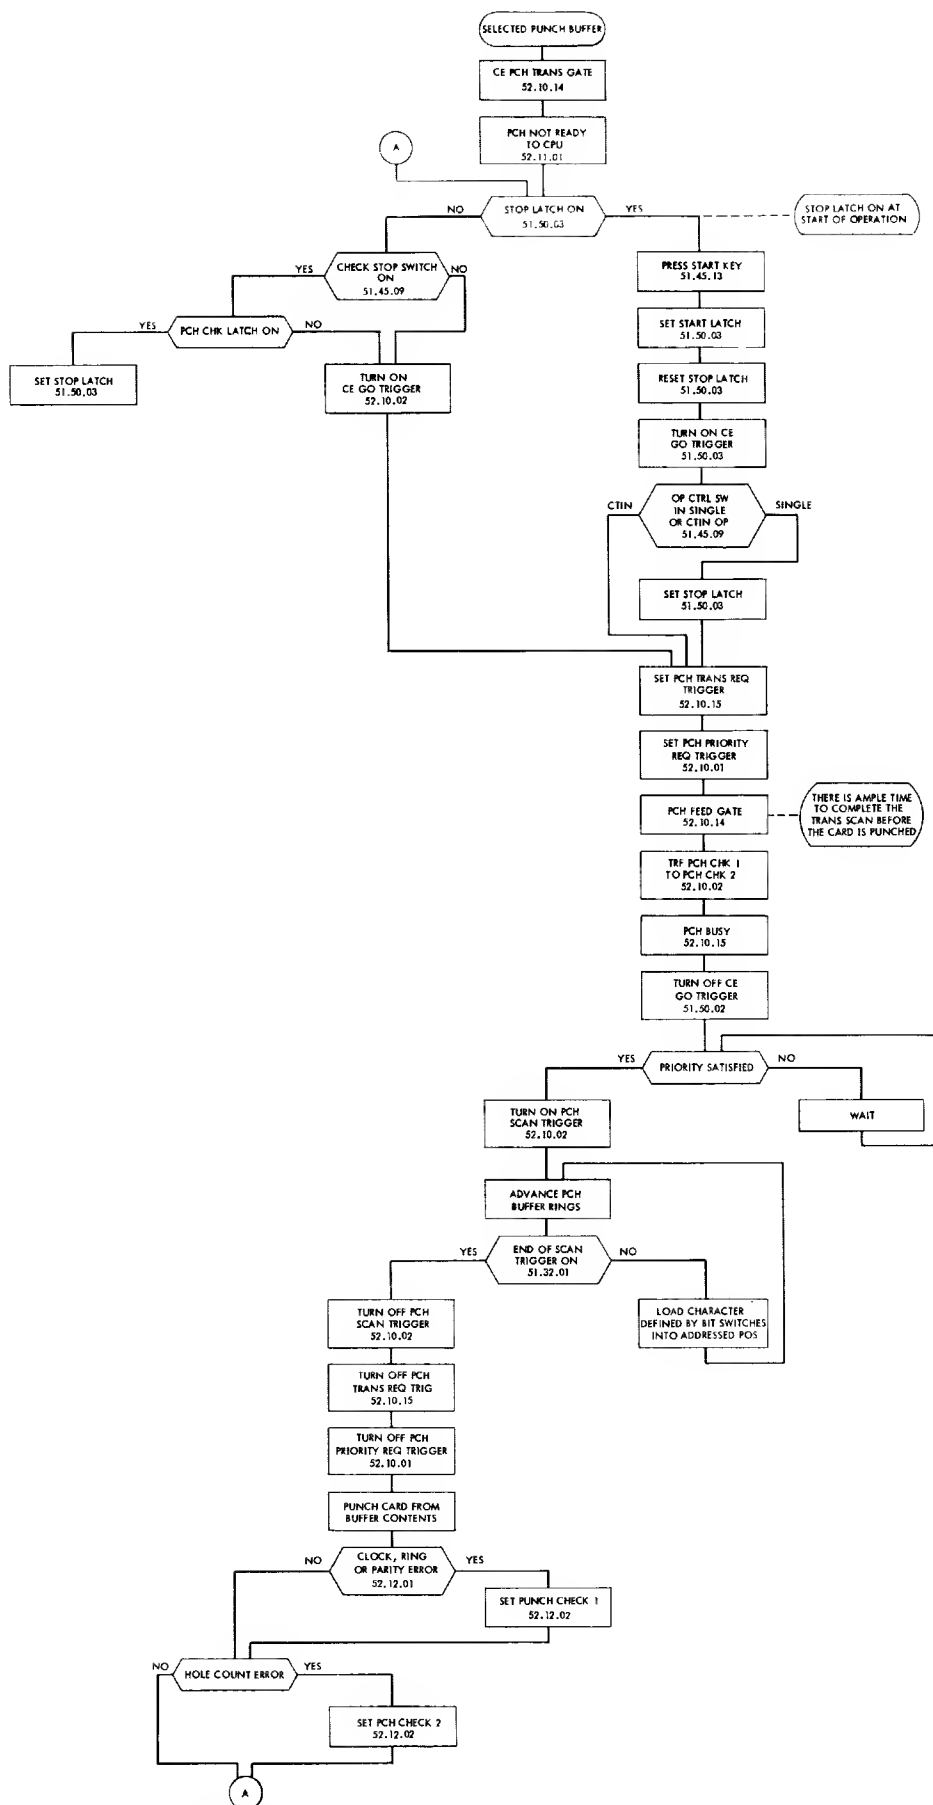 SELECTED PUNCH BUFFER
CE PCH TRANS GATE
52.10.14
PCH NOT READY
TO CPU
52.11.01
A
STOP LATCH ON
51.50.03
NO
YES
STOP LATCH ON AT
START OF OPERATION
CHECK STOP SWITCH
ON
51.45.09
YES
NO
PRESS START KEY
51.45.13
PCH CHK LATCH ON
YES
NO
SET START LATCH
51.50.03
SET STOP LATCH
51.50.03
TURN ON
CE GO TRIGGER
52.10.02
RESET STOP LATCH
51.50.03
TURN ON CE
GO TRIGGER
51.50.03
OP CTRL SW
IN SINGLE
OR CTIN OP
51.45.09
CTIN
SINGLE
SET STOP LATCH
51.50.03
SET PCH TRANS REQ
TRIGGER
52.10.15
SET PCH PRIORITY
REQ TRIGGER
52.10.01
PCH FEED GATE
52.10.14
THERE IS AMPLE TIME
TO COMPLETE THE
TRANS SCAN BEFORE
THE CARD IS PUNCHED
TRF PCH CHK 1
TO PCH CHK 2
52.10.02
PCH BUSY
52.10.15
TURN OFF CE
GO TRIGGER
51.50.02
YES
PRIORITY SATISFIED
NO
TURN ON PCH
SCAN TRIGGER
52.10.02
WAIT
ADVANCE PCH
BUFFER RINGS
YES
END OF SCAN
TRIGGER ON
51.32.01
NO
TURN OFF PCH
SCAN TRIGGER
52.10.02
LOAD CHARACTER
DEFINED BY BIT SWITCHES
INTO ADDRESSED POS
TURN OFF PCH
TRANS REQ TRIG
52.10.15
TURN OFF PCH
PRIORITY REQ TRIGGER
52.10.01
PUNCH CARD FROM
BUFFER CONTENTS
NO
CLOCK, RING
OR PARITY ERROR
52.12.01
YES
SET PUNCH CHECK 1
52.12.02
NO
HOLE COUNT ERROR
YES
SET PCH CHECK 2
52.12.02
A